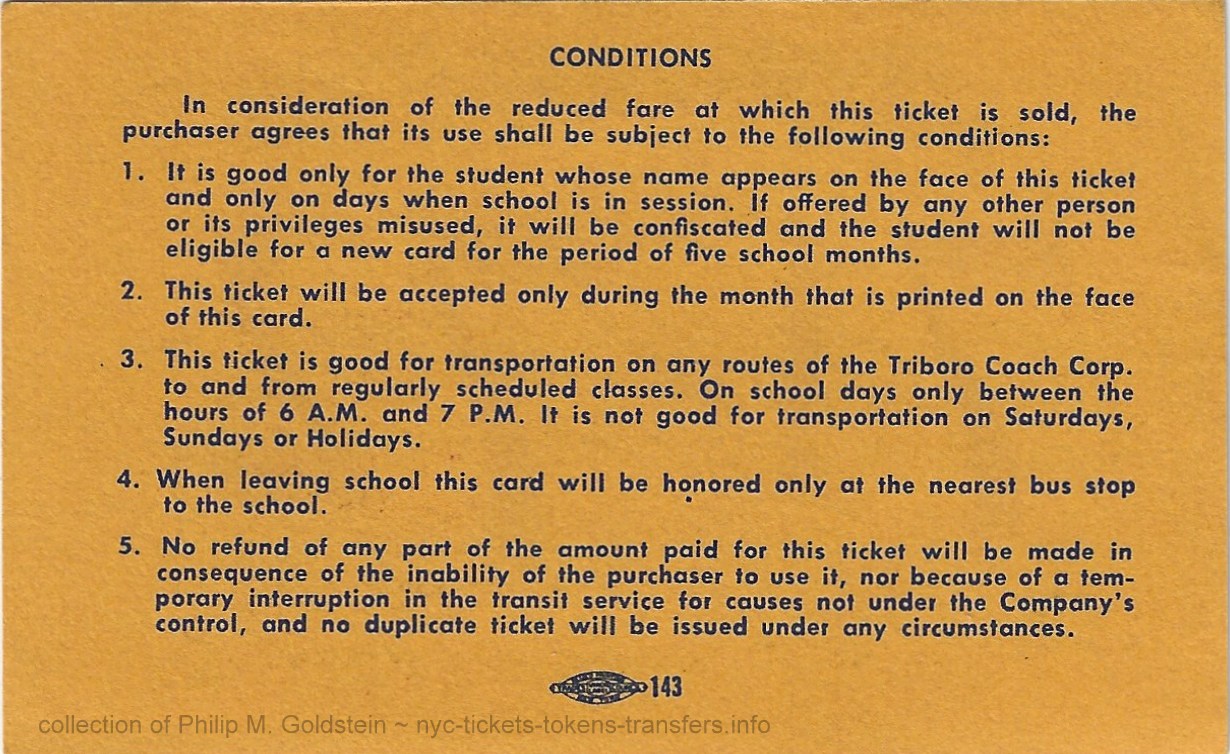 CONDITIONS
In consideration of the reduced fare at which this ticket is sold, the
purchaser agrees that its use shall be subject to the following conditions:
1. It is good only for the student whose name appears on the face of this ticket
and only on days when school is in session. If offered by any other person
or its privileges misused, it will be confiscated and the student will not be
eligible for a new card for the period of five school months.
2. This ticket will be accepted only during the month that is printed on the face
of this card.
3. This ticket is good for transportation on any routes of the Triboro Coach Corp.
to and from regularly scheduled classes. On school days only between the
hours of 6 A.M. and 7 P.M. It is not good for transportation on Saturdays,
Sundays or Holidays.
4. When leaving school this card will be honored only at the nearest bus stop
to the school.
5. No refund of any part of the amount paid for this ticket will be made in
consequence of the inability of the purchaser to use it, nor because of a tem-
porary interruption in the transit service for causes not under the Company's
control, and no duplicate ticket will be issued under any circumstances.
143
collection of Philip M. Goldstein ~ nyc-tickets-tokens-transfers.info